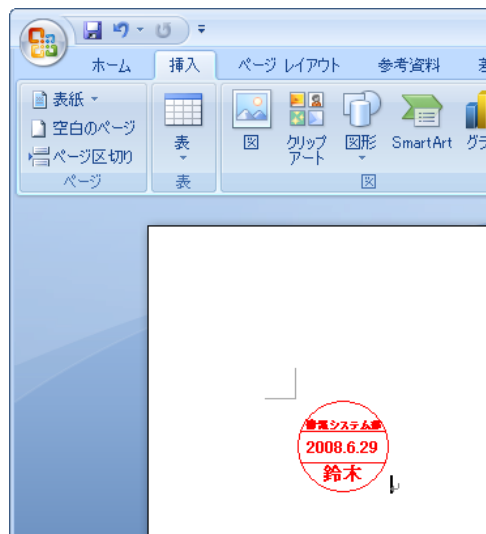 ホーム 挿入 ページ レイアウト 参考資料
表紙
空白のページ
ページ区切り
ページ
表
表
図
クリップ
アート
図形
SmartArt
グラ
図
システム
2008.6.29
鈴木